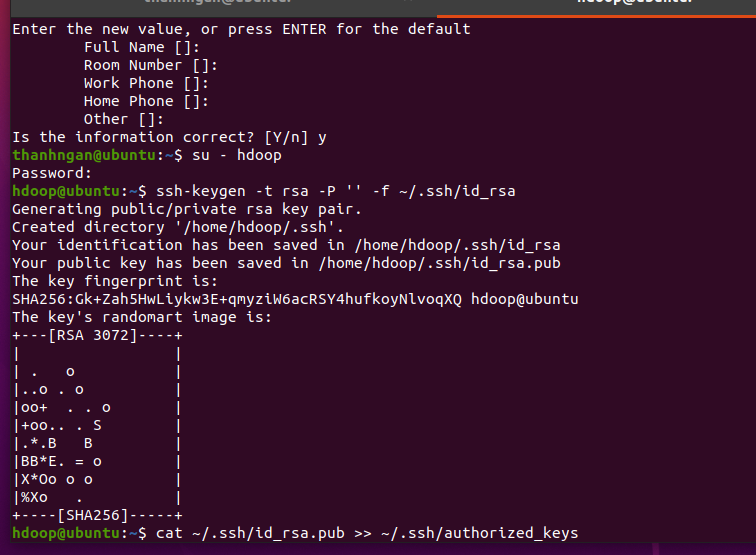 thanhngan@ubuntu: hdoop@ubuntu:
Enter the new value, or press ENTER for the default
        Full Name []:
        Room Number []:
        Work Phone []:
        Home Phone []:
        Other []:
Is the information correct? [Y/n] y
thanhngan@ubuntu:~$ su - hdoop
Password:
hdoop@ubuntu:~$ ssh-keygen -t rsa -P '' -f ~/.ssh/id_rsa
Generating public/private rsa key pair.
Created directory '/home/hdoop/.ssh'.
Your identification has been saved in /home/hdoop/.ssh/id_rsa
Your public key has been saved in /home/hdoop/.ssh/id_rsa.pub
The key fingerprint is:
SHA256:Gk+Zah5HwLiykw3E+qmyziW6acRSY4hufkoyNlvoqXQ hdoop@ubuntu
The key's randomart image is:
+---[RSA 3072]----+
|                 |
| .   o           |
|..o . o          |
|oo+  . . o       |
|+oo.. . S        |
|.*.B   B         |
|BB*E. = o        |
|X*Oo o o         |
|%Xo   .          |
+----[SHA256]-----+
hdoop@ubuntu:~$ cat ~/.ssh/id_rsa.pub >> ~/.ssh/authorized_keys